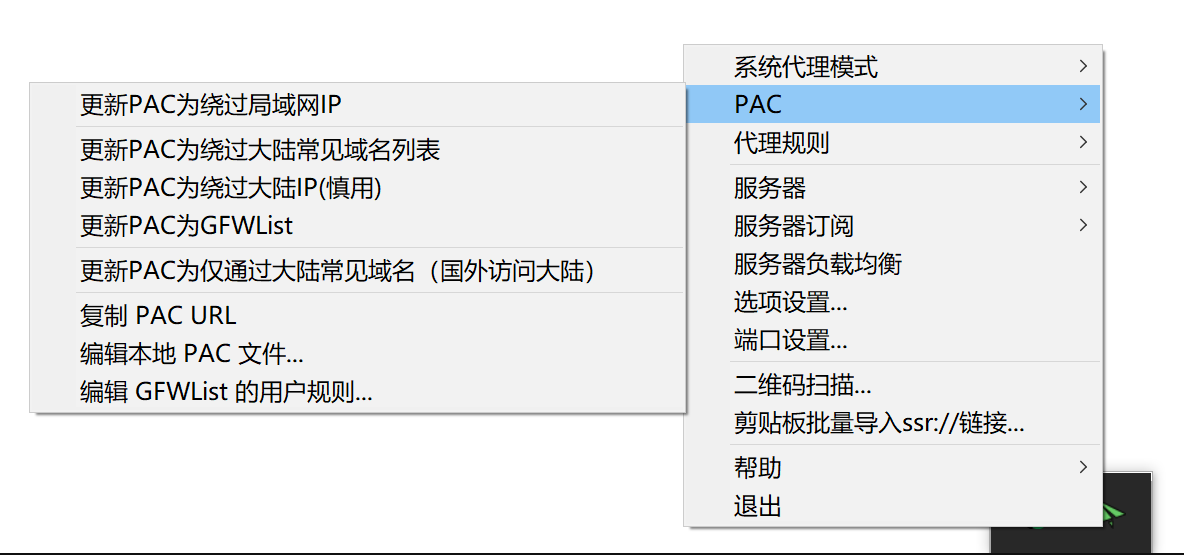 更新PAC为绕过局域网IP
更新PAC为绕过大陆常见域名列表
更新PAC为绕过大陆IP(慎用)
更新PAC为GFWList
更新PAC为仅通过大陆常见域名（国外访问大陆）
复制 PAC URL
编辑本地 PAC 文件...
编辑 GFWList 的用户规则...
系统代理模式
PAC
代理规则
服务器
服务器订阅
服务器负载均衡
选项设置...
端口设置...
二维码扫描...
剪贴板批量导入ssr://链接...
帮助
退出